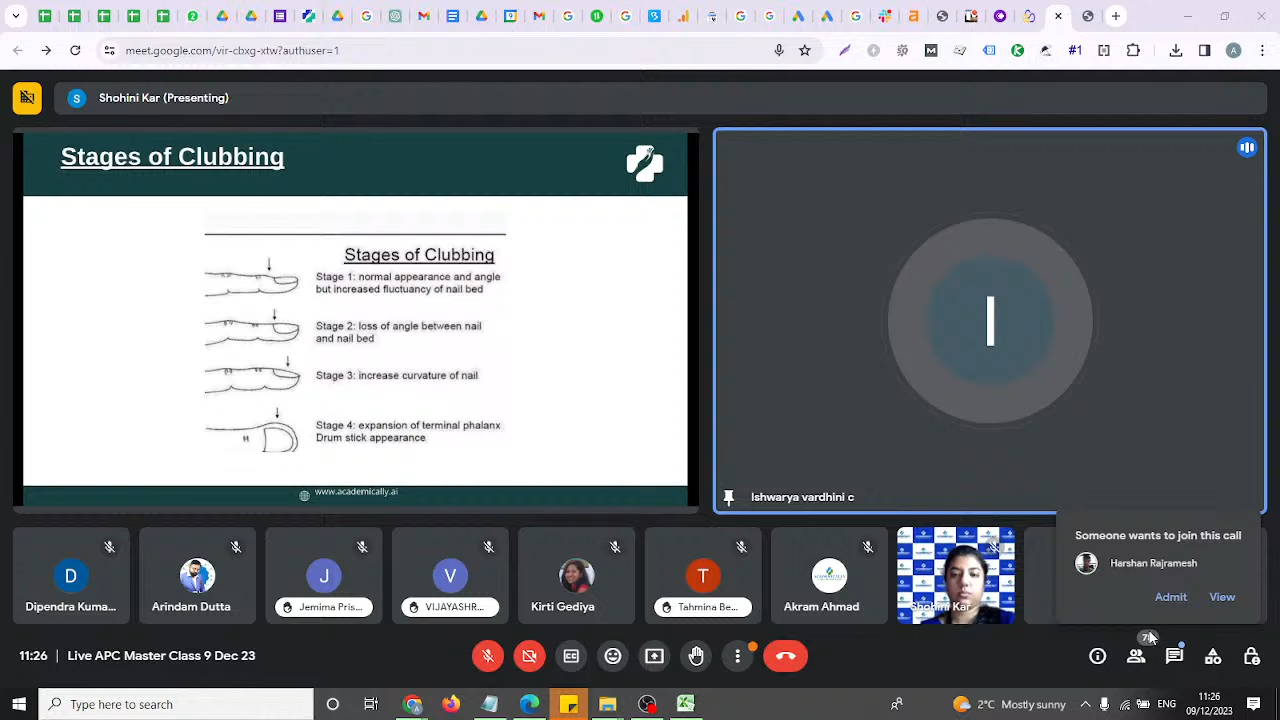 meet.google.com/vir-cbxg-xtw?authuser=1
#1
A
S
Shohini Kar (Presenting)
Stages of Clubbing
Stages of Clubbing
Stage 1: normal appearance and angle
but increased fluctuancy of nail bed
Stage 2: loss of angle between nail
and nail bed
Stage 3: increase curvature of nail
Stage 4: expansion of terminal phalanx
Drum stick appearance
www.academically.ai
I
Ishwarya vardhini c
Someone wants to join this call
Harshan Rajramesh
Admit
View
D
Dipendra Kuma...
Arindam Dutta
J
Jemima Pris...
V
VIJAYASHR...
Kirti Gediya
T
Tahmina Be...
ACADEMICALLY
Akram Ahmad
Shohini Kar
11:26 | Live APC Master Class 9 Dec 23
Type here to search
2°C Mostly sunny
ENG
11:26
09/12/2023